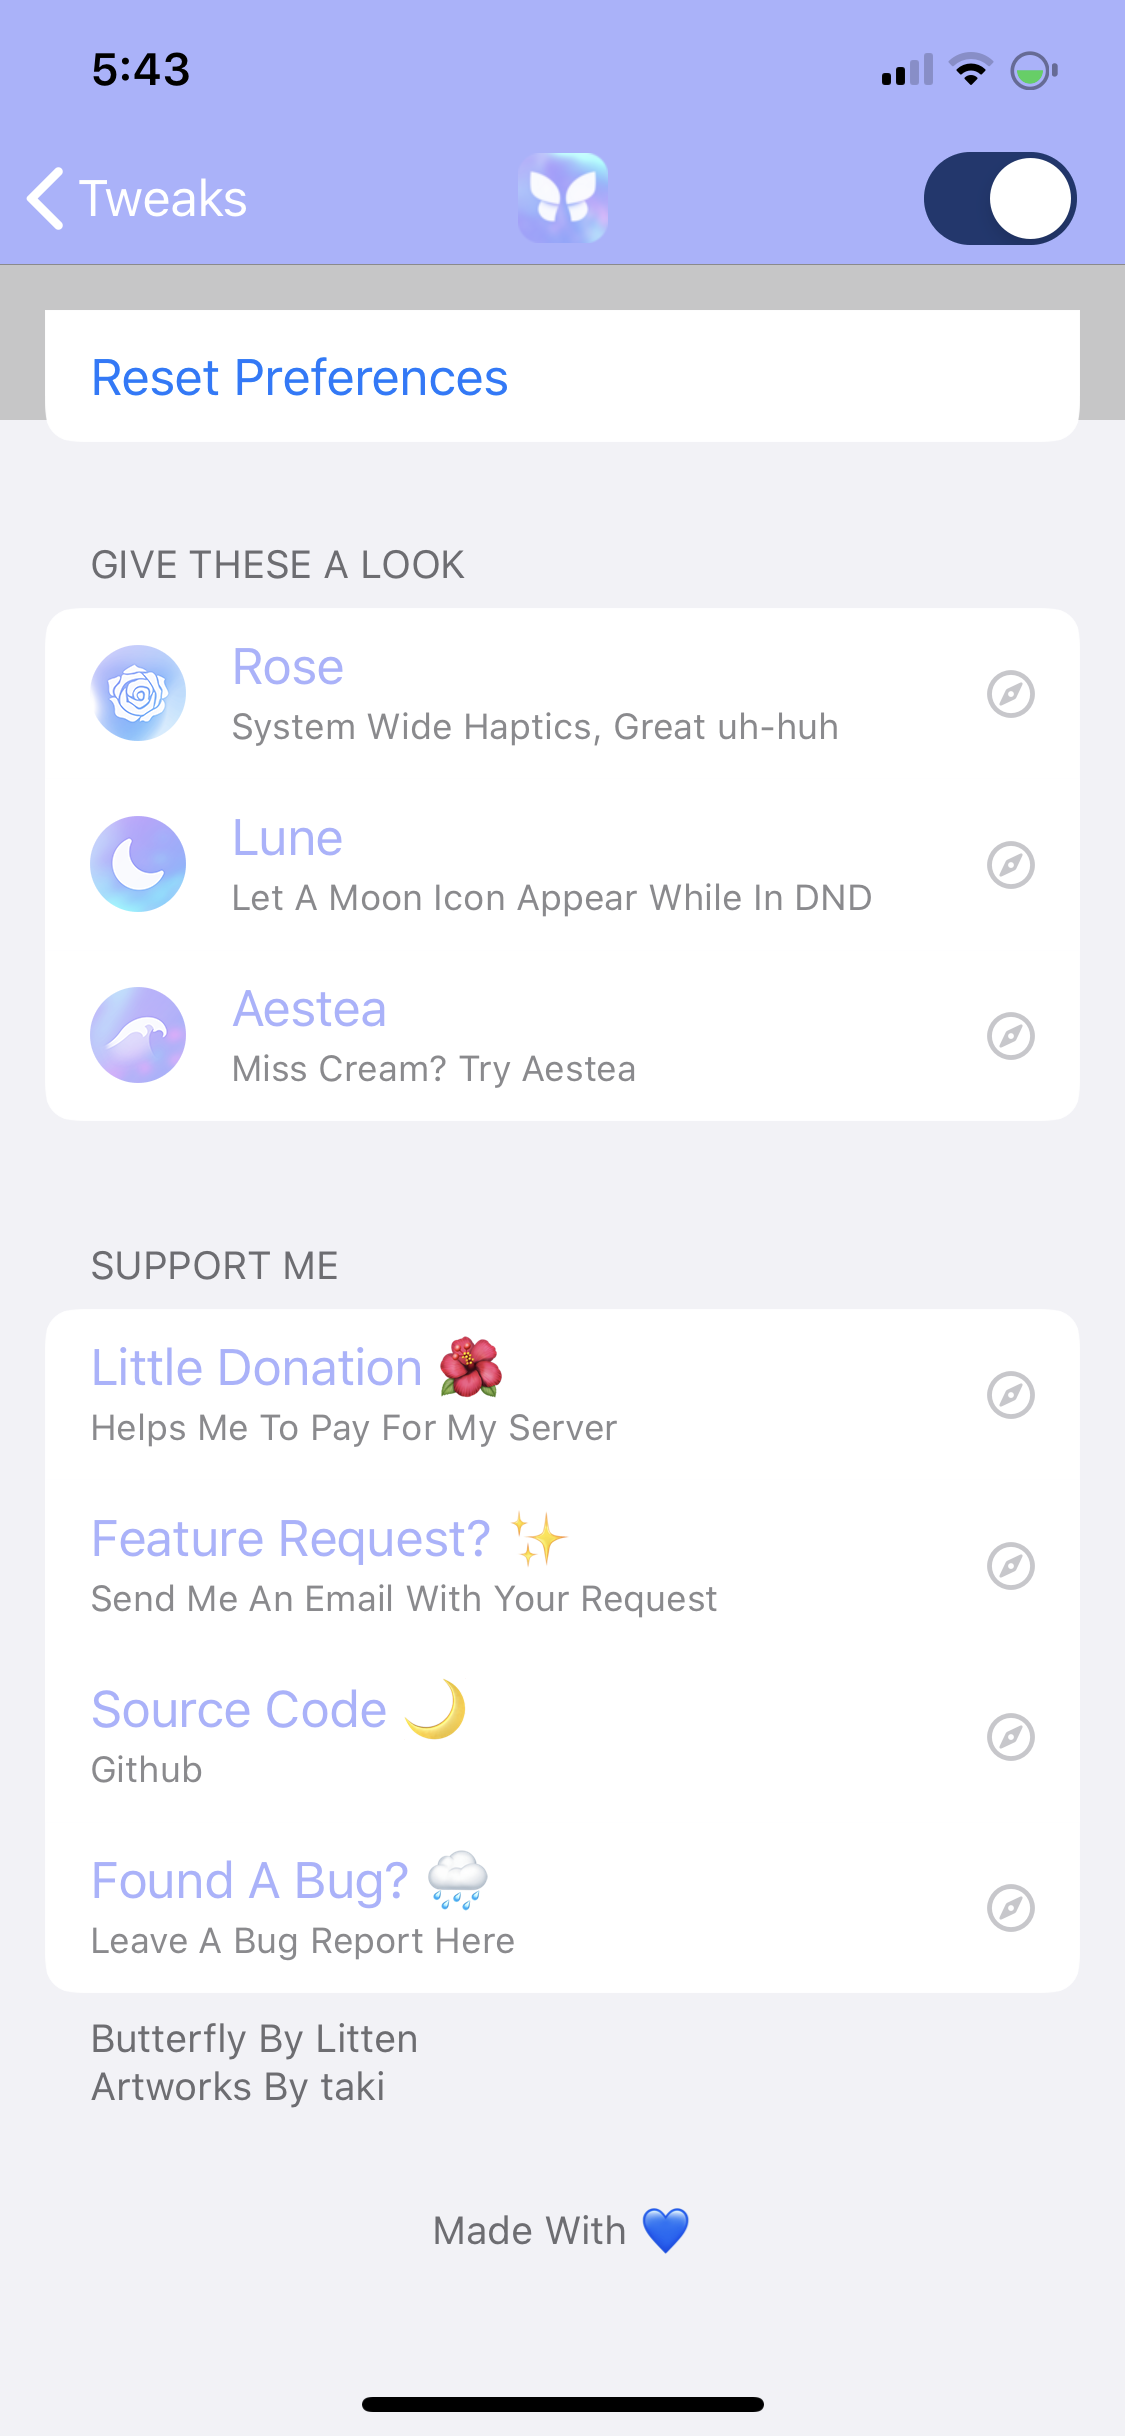 5:43
Tweaks
Reset Preferences
GIVE THESE A LOOK
Rose
System Wide Haptics, Great uh-huh
Lune
Let A Moon Icon Appear While In DND
Aestea
Miss Cream? Try Aestea
SUPPORT ME
Little Donation 🌺
Helps Me To Pay For My Server
Feature Request? ✨
Send Me An Email With Your Request
Source Code 🌙
Github
Found A Bug? 🌧
Leave A Bug Report Here
Butterfly By Litten
Artworks By taki
Made With 💙